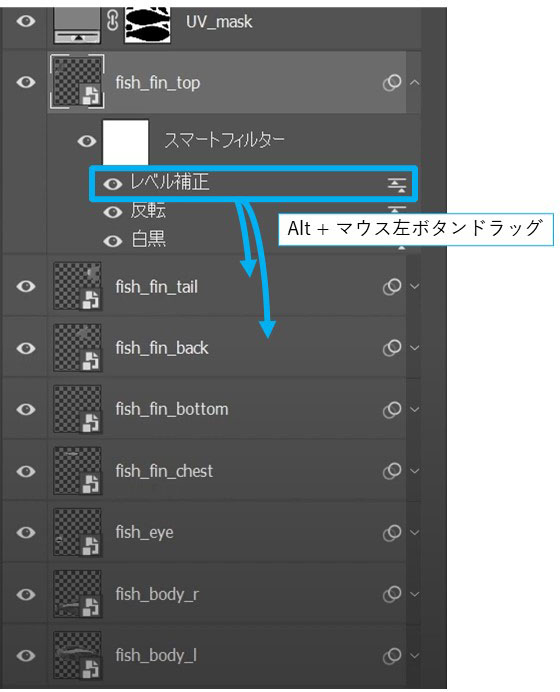 UV_mask
fish_fin_top
スマートフィルター
レベル補正
反転
Alt + マウス左ボタンドラッグ
白黒
fish_fin_tail
fish_fin_back
fish_fin_bottom
fish_fin_chest
fish_eye
fish_body_r
fish_body_l